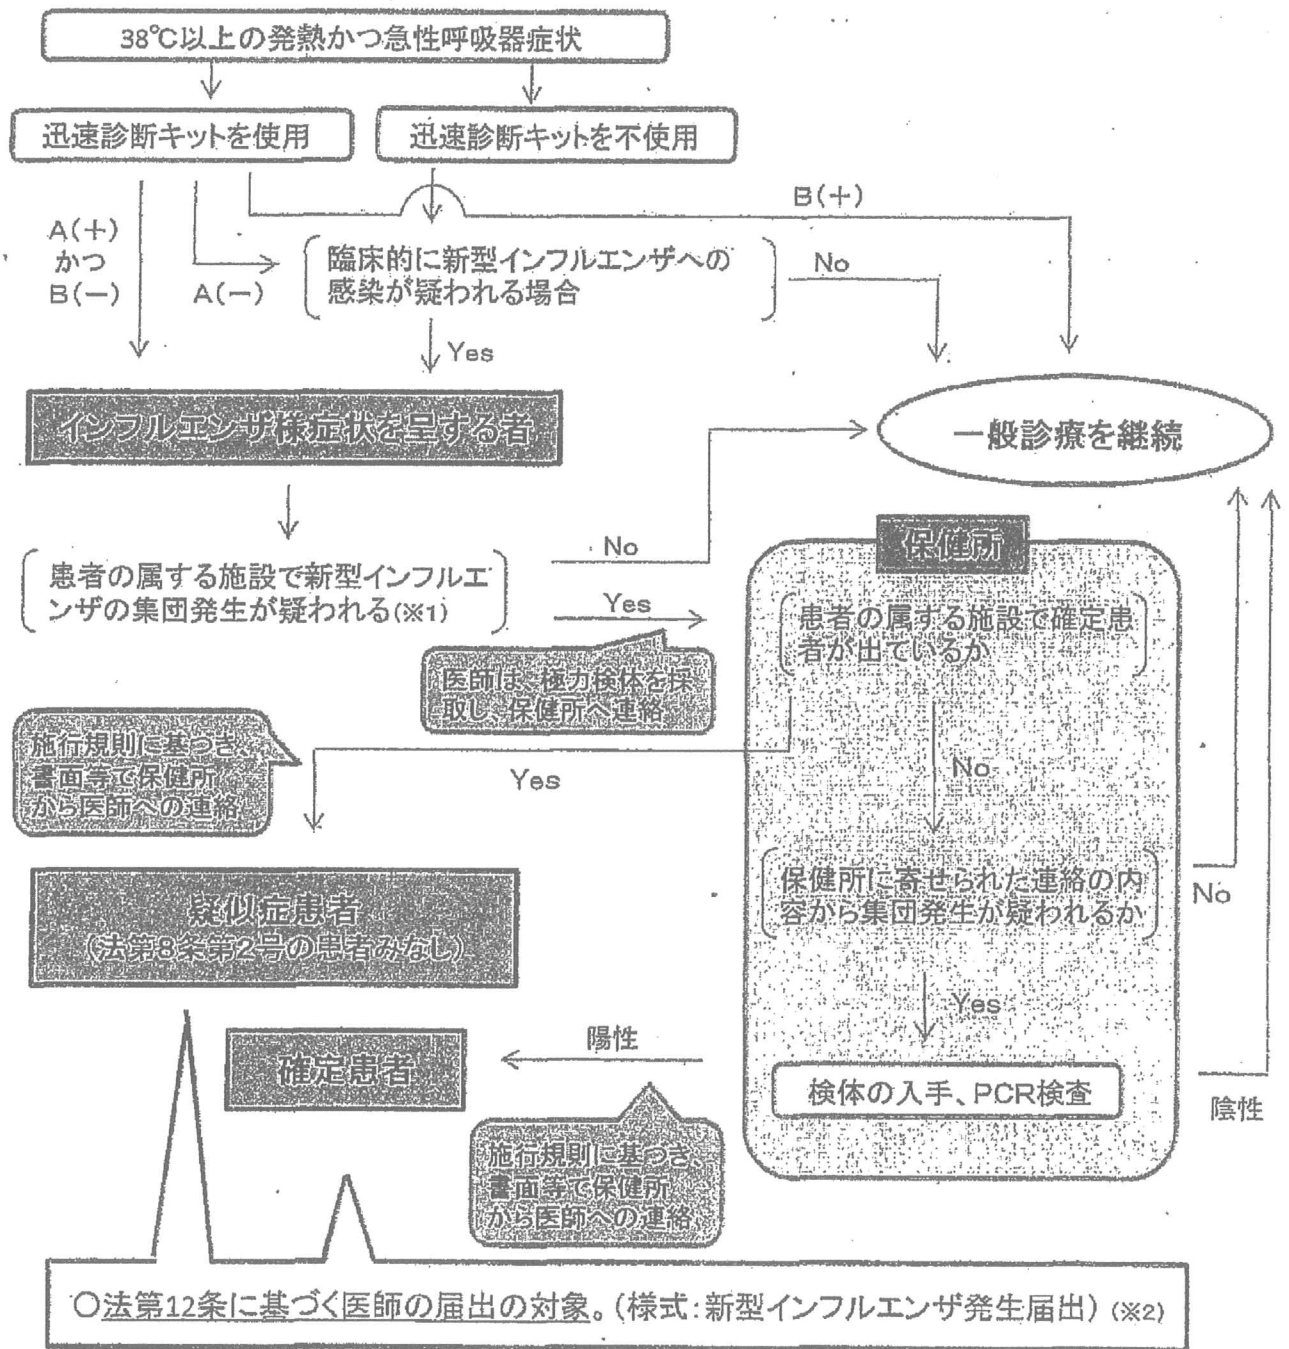 38℃以上の発熱かつ急性呼吸器症状
迅速診断キットを使用
迅速診断キットを不使用
B(+)
A(+)
かつ
B(-)
A(-)
臨床的に新型インフルエンザへの
感染が疑われる場合
No
Yes
インフルエンザ様症状を呈する者
一般診療を継続
患者の属する施設で新型インフルエ
ンザの集団発生が疑われる(※1)
No
Yes
医師は、極力検体を採
取し、保健所へ連絡
保健所
患者の属する施設で確定患
者が出ているか
施行規則に基づき、
書面等で保健所
から医師への連絡
Yes
No
保健所に寄せられた連絡の内
容から集団発生が疑われるか
No
疑似症患者
(法第8条第2号の患者みなし)
Yes
検体の入手、PCR検査
陰性
陽性
確定患者
施行規則に基づき、
書面等で保健所
から医師への連絡
〇法第12条に基づく医師の届出の対象。(様式:新型インフルエンザ発生届出) (※2)